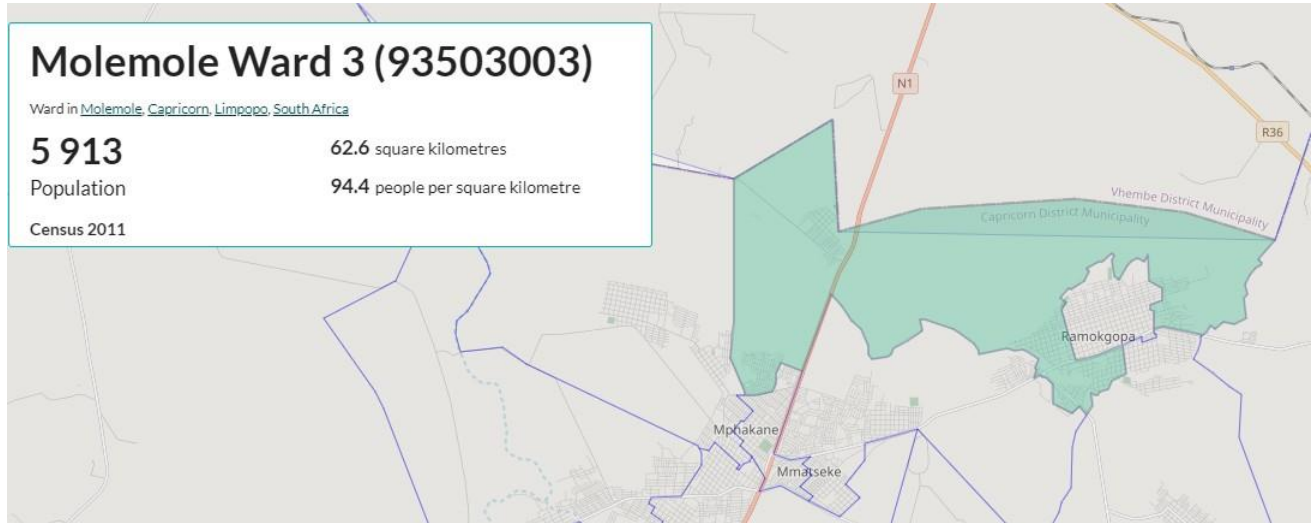 Molemole Ward 3 (93503003)
Ward in Molemole, Capricorn, Limpopo, South Africa
5 913
Population
62.6 square kilometres
94.4 people per square kilometre
Census 2011
N1
R36
Vhembe District Municipality
Capricorn District Municipality
Ramokgopa
Mphakane
Mmatseke